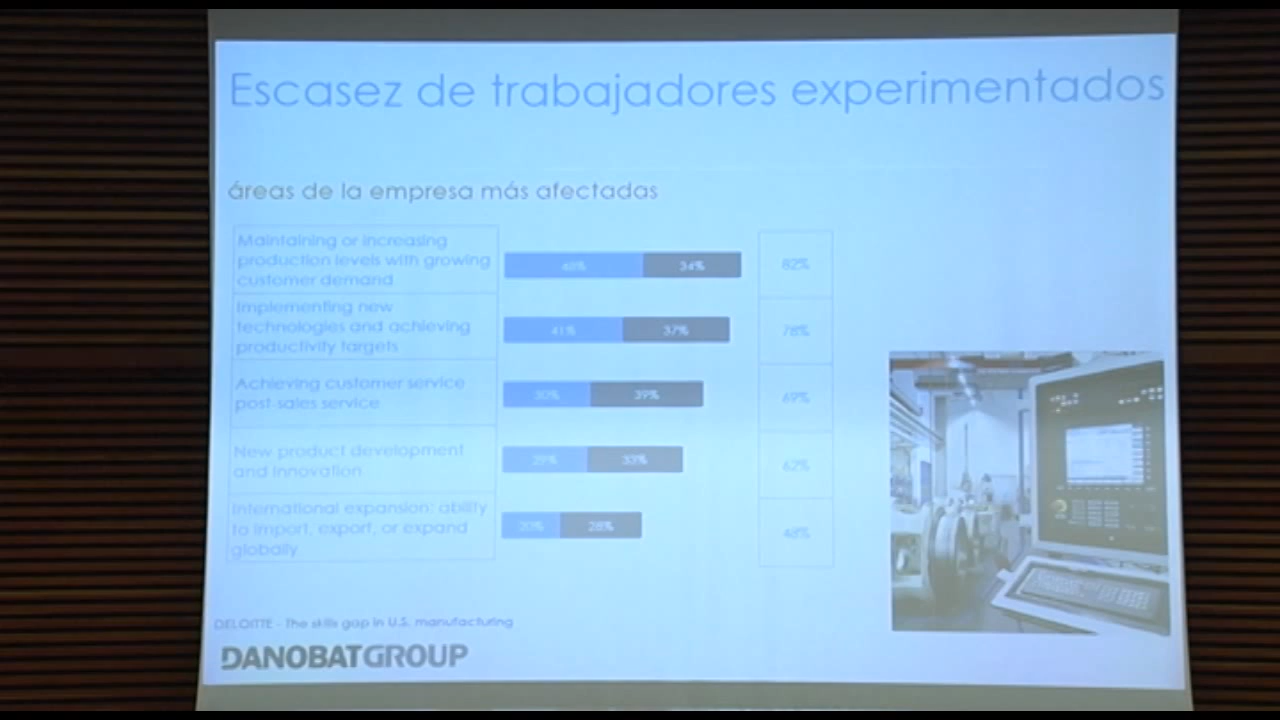 Escasez de trabajadores experimentados
áreas de la empresa más afectadas
Maintaining or increasing
production levels with growing
customer demand
34%
82%
Implementing new
technologies and achieving
productivity targets
41%
37%
78%
Achieving customer service
post-sales service
30%
39%
69%
New product development
and innovation
29%
33%
62%
International expansion: ability
to import, export, or expand
globally
20%
28%
48%
DELOITTE - The skills gap in U.S. manufacturing
DANOBATGROUP